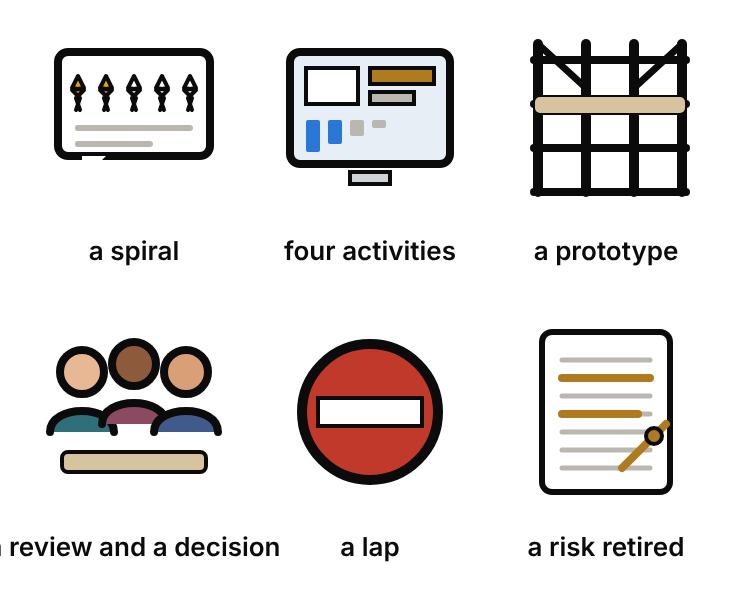 a spiral
four activities
a prototype
a review and a decision
a lap
a risk retired